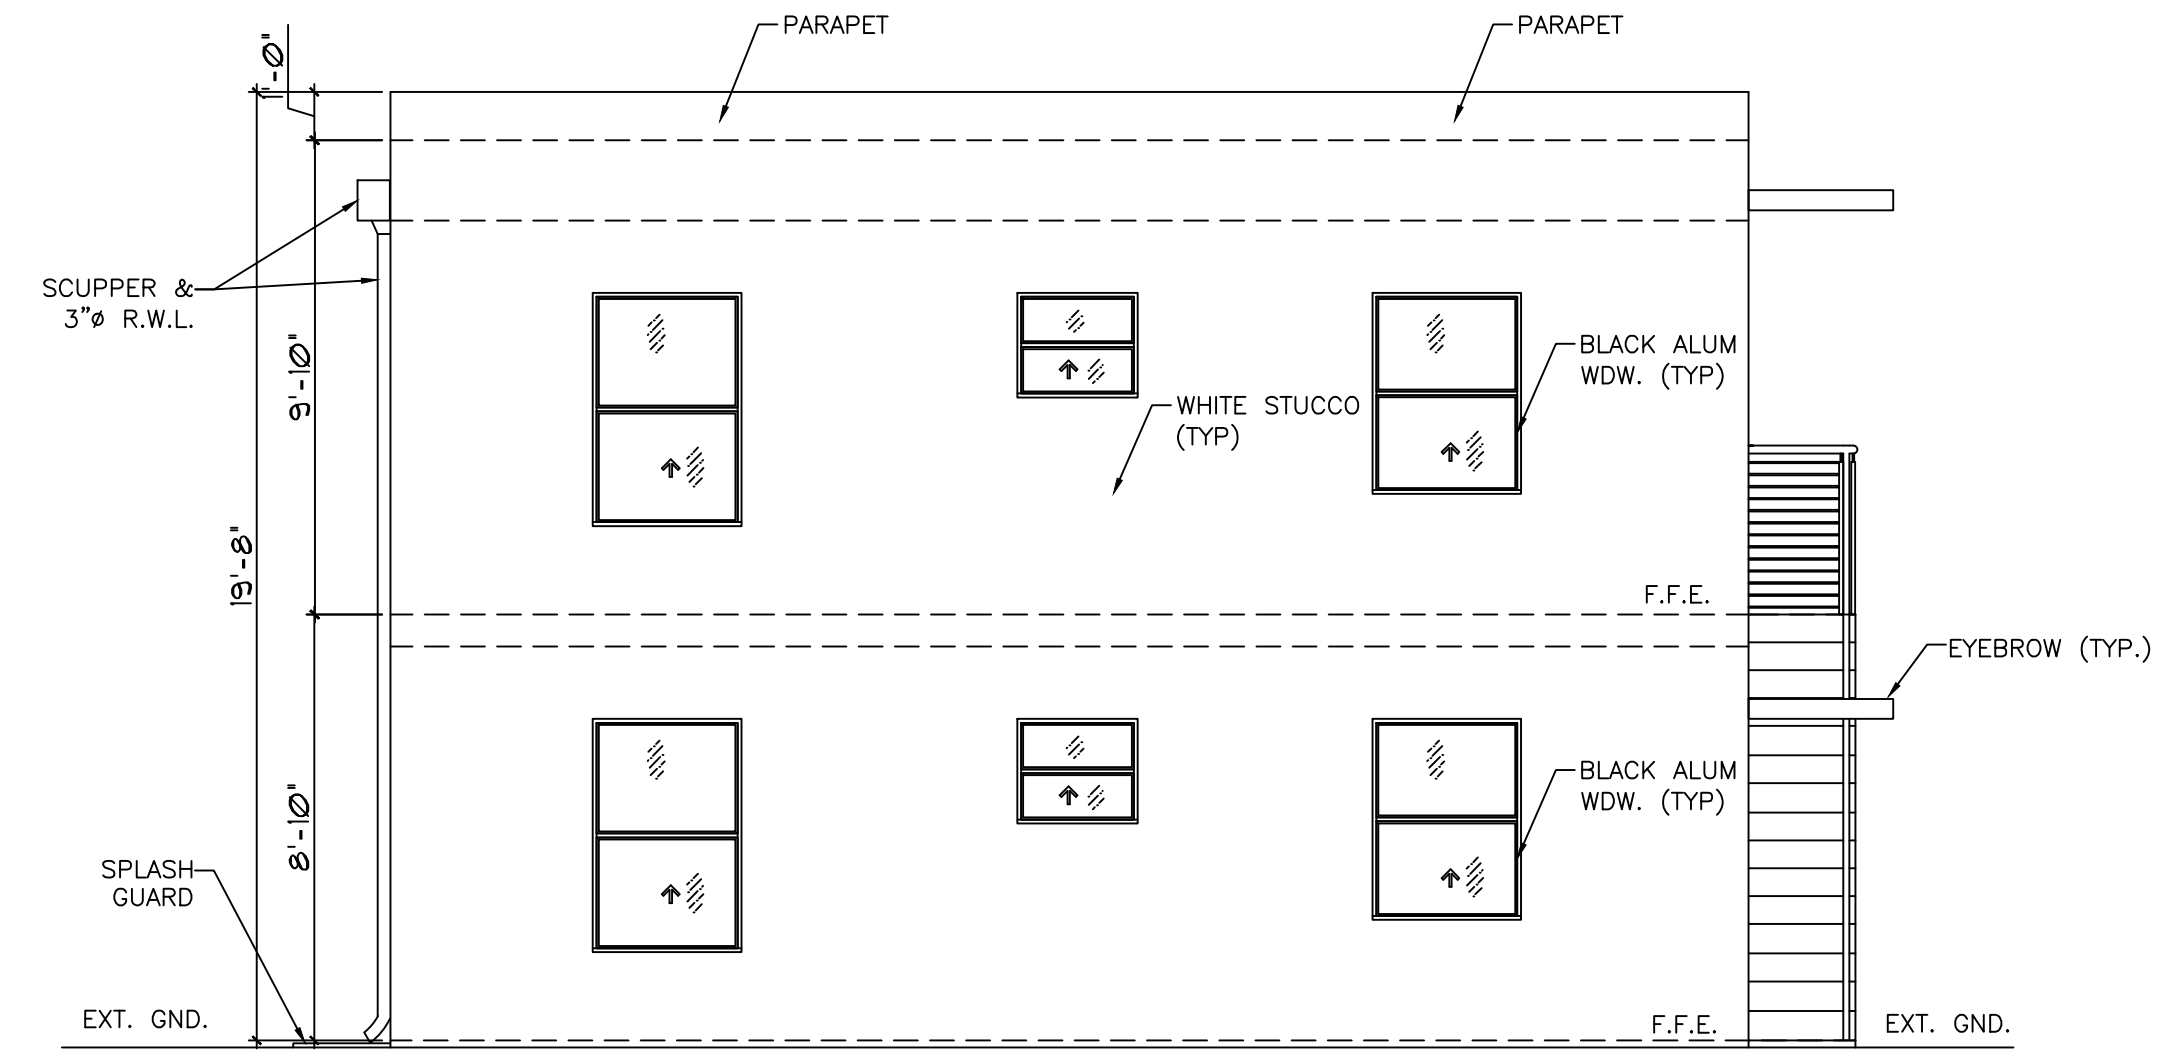 PARAPET
PARAPET
1'-0"
SCUPPER &
3"ø R.W.L.
9'-10"
BLACK ALUM
WDW. (TYP)
WHITE STUCCO
(TYP)
19'-8"
F.F.E.
EYEBROW (TYP.)
BLACK ALUM
WDW. (TYP)
8'-10"
SPLASH
GUARD
EXT. GND.
F.F.E.
EXT. GND.